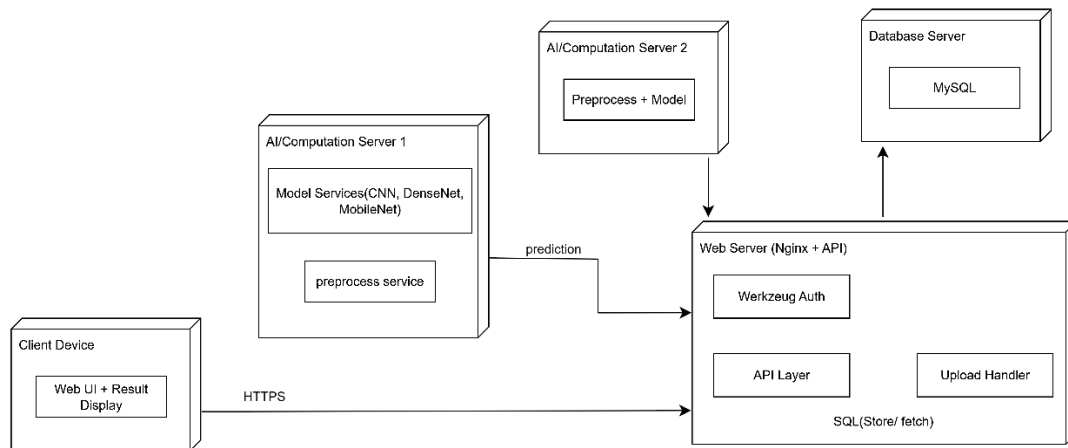 AI/Computation Server 2
Preprocess + Model
Database Server
MySQL
AI/Computation Server 1
Model Services(CNN, DenseNet,
MobileNet)
preprocess service
prediction
Web Server (Nginx + API)
Werkzeug Auth
API Layer
Upload Handler
SQL(Store/ fetch)
Client Device
Web UI + Result
Display
HTTPS